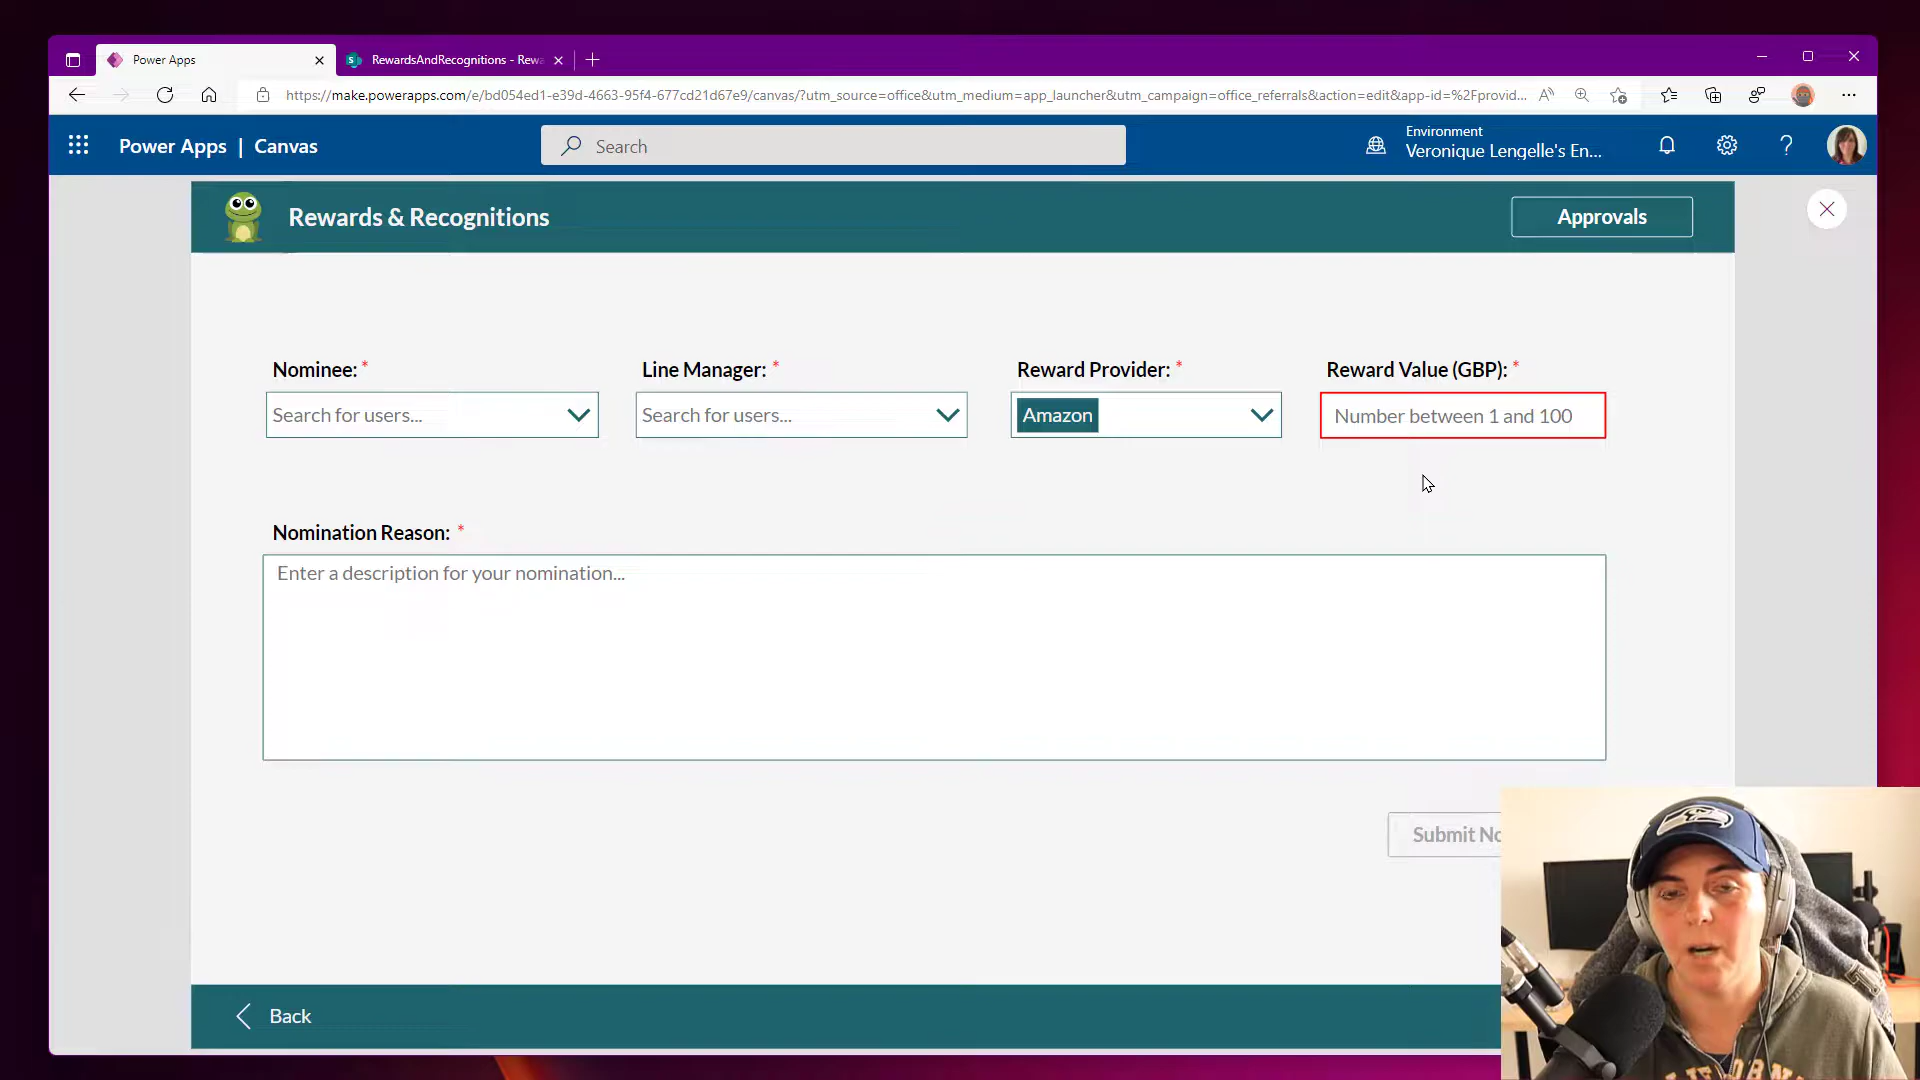 Power Apps
RewardsAndRecognitions - Rewa
https://make.powerapps.com/e/bd054ed1-e39d-4663-95f4-677cd21d67e9/canvas/?utm_source=office&utm_medium=app_launcher&utm_campaign=office_referrals&action=edit&app-id=%2Fprovid...
Power Apps | Canvas
Search
Environment
Veronique Lengelle's En...
Rewards & Recognitions
Approvals
Nominee: *
Line Manager: *
Reward Provider: *
Reward Value (GBP): *
Search for users...
Search for users...
Amazon
Number between 1 and 100
Nomination Reason: *
Enter a description for your nomination...
Submit No
Back